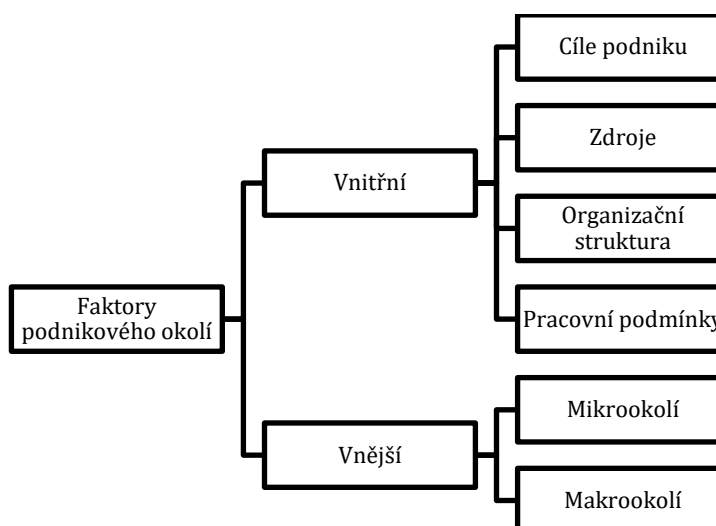 Faktory
podnikového okolí
Vnitřní
Cíle podniku
Zdroje
Organizační
struktura
Pracovní podmínky
Vnější
Mikrookolí
Makrookolí